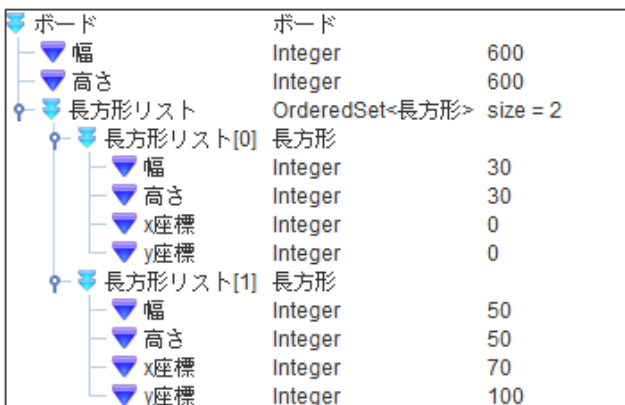 ボード ボード
幅 Integer 600
高さ Integer 600
長方形リスト OrderedSet<長方形> size = 2
長方形リスト[0] 長方形
幅 Integer 30
高さ Integer 30
x座標 Integer 0
y座標 Integer 0
長方形リスト[1] 長方形
幅 Integer 50
高さ Integer 50
x座標 Integer 70
y座標 Integer 100